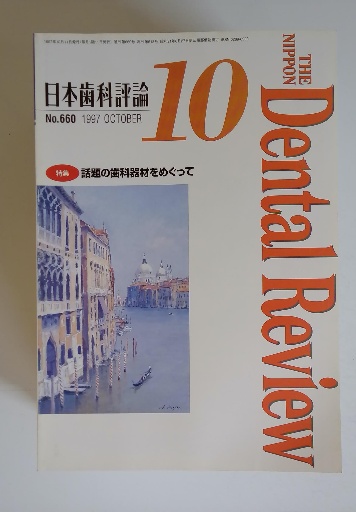 日本歯科評論
No.660 1997 OCTOBER
10
THE NIPPON
Dental Review
特集
話題の歯科器材をめぐって